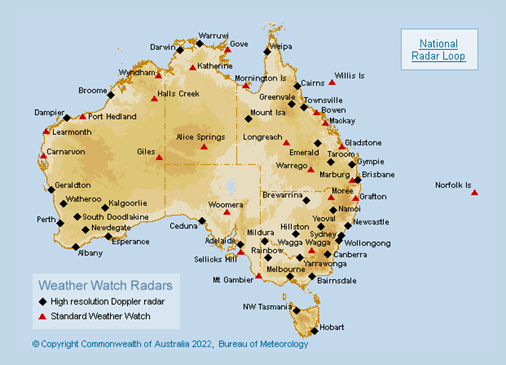 Warruwi
Darwin
Gove
Weipa
National
Radar Loop
Katherine
Wyndham
Mornington Is
Cairns
Willis Is
Broome
Halls Creek
Greenvale
Townsville
Bowen
Dampier
Port Hedland
Mount Isa
Mackay
Learmonth
Alice Springs
Longreach
Emerald
Gladstone
Carnarvon
Giles
Taroom
Gympie
Warrego
Marburg
Brisbane
Geraldton
Moree
Grafton
Norfolk Is
Brewarrina
Watheroo
Kalgoorlie
Woomera
Namoi
Perth
South Doodlakine
Ceduna
Yeoval
Newcastle
Newdegate
Hillston
Sydney
Esperance
Adelaide
Mildura
Wagga Wagga
Wollongong
Albany
Rainbow
Canberra
Sellicks Hill
Yarrawonga
Melbourne
Mt Gambier
Bairnsdale
Weather Watch Radars
High resolution Doppler radar
Standard Weather Watch
NW Tasmania
Hobart
© Copyright Commonwealth of Australia 2022, Bureau of Meteorology